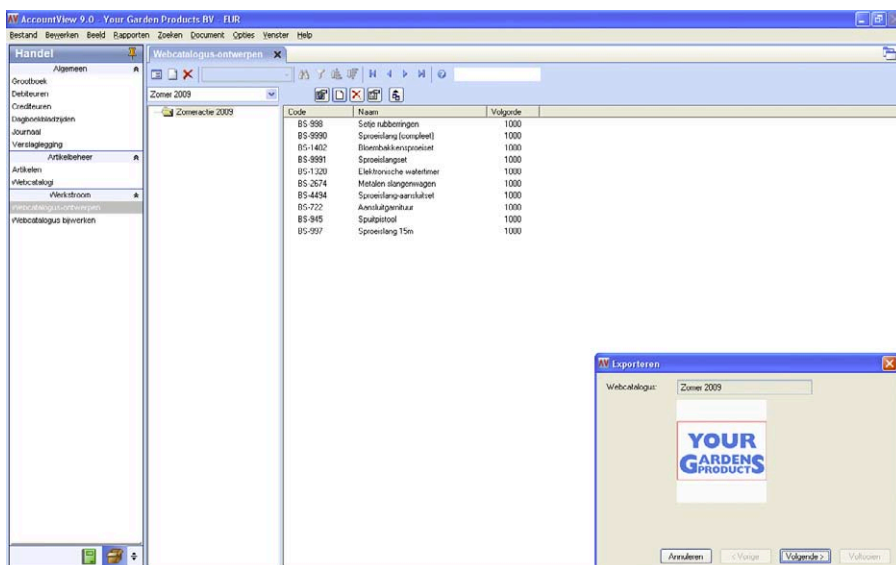 AccountView 9.0 - Your Garden Products BV - EUR
Bestand Bewerken Beeld Rapporten Zoeken Document Opties Venster Help
Handel
Algemeen
Grootboek
Debiteuren
Crediteuren
Dagboekbladzijden
Journaal
Verslaglegging
Artikelbeheer
Artikelen
Webcatalogi
Werkstroom
Webcatalogus-ontwerpen
Webcatalogus bijwerken
Webcatalogus-ontwerpen
Zomer 2009
Zomeractie 2009
Code Naam Volgorde
BS-998 Setje rubberringen 1000
BS-9990 Sproeislang (compleet) 1000
BS-1402 Bloembakkensproeiset 1000
BS-9991 Sproeislangset 1000
BS-1320 Elektronische watertimer 1000
BS-2674 Metalen slangenwagen 1000
BS-4494 Sproeislang-aansluitset 1000
BS-722 Aansluitgarnituur 1000
BS-945 Spuitpistool 1000
BS-997 Sproeislang 15m 1000
AV Exporteren
Webcatalogus: Zomer 2009
YOUR
GARDENS
PRODUCTS
Annuleren < Vorige Volgende > Voltooien